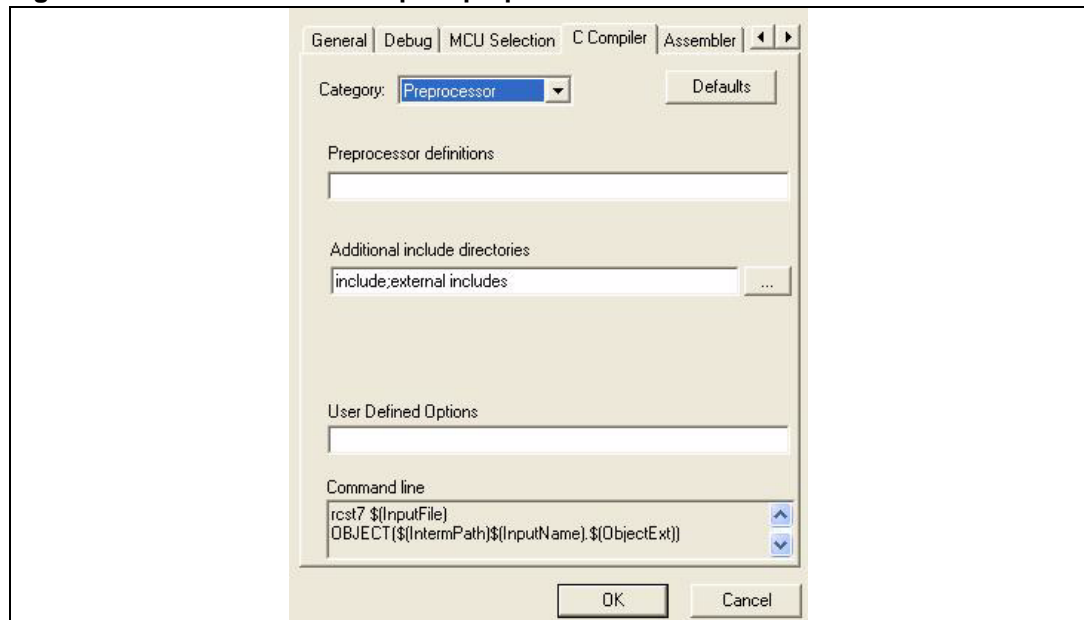 General Debug MCU Selection C Compiler Assembler
Category: Preprocessor Defaults
Preprocessor definitions
Additional include directories
include;external includes ...
User Defined Options
Command line
rcst7 $(InputFile)
OBJECT($(IntermPath)$(InputName).$(ObjectExt))
OK Cancel